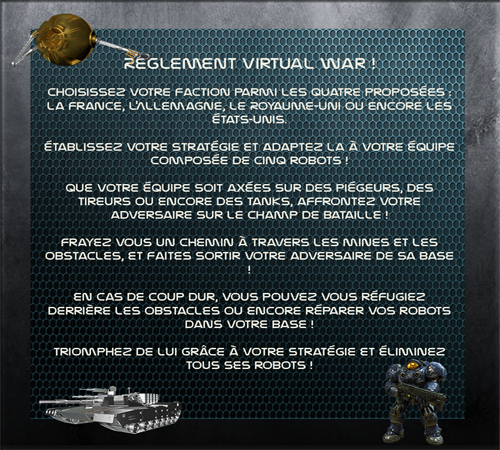 RÈGLEMENT VIRTUAL WAR !
CHOISISSEZ VOTRE FACTION PARMI LES QUATRE PROPOSÉES :
LA FRANCE, L'ALLEMAGNE, LE ROYAUME-UNI OU ENCORE LES
ÉTATS-UNIS.
ÉTABLISSEZ VOTRE STRATÉGIE ET ADAPTEZ LA À VOTRE ÉQUIPE
COMPOSÉE DE CINQ ROBOTS !
QUE VOTRE ÉQUIPE SOIT AXÉES SUR DES PIÉGEURS, DES
TIREURS OU ENCORE DES TANKS, AFFRONTEZ VOTRE
ADVERSAIRE SUR LE CHAMP DE BATAILLE !
FRAYEZ VOUS UN CHEMIN À TRAVERS LES MINES ET LES
OBSTACLES, ET FAITES SORTIR VOTRE ADVERSAIRE DE SA BASE
!
EN CAS DE COUP DUR, VOUS POUVEZ VOUS RÉFUGIEZ
DERRIÈRE LES OBSTACLES OU ENCORE RÉPARER VOS ROBOTS
DANS VOTRE BASE !
TRIOMPHEZ DE LUI GRÂCE À VOTRE STRATÉGIE ET ÉLIMINEZ
TOUS SES ROBOTS !